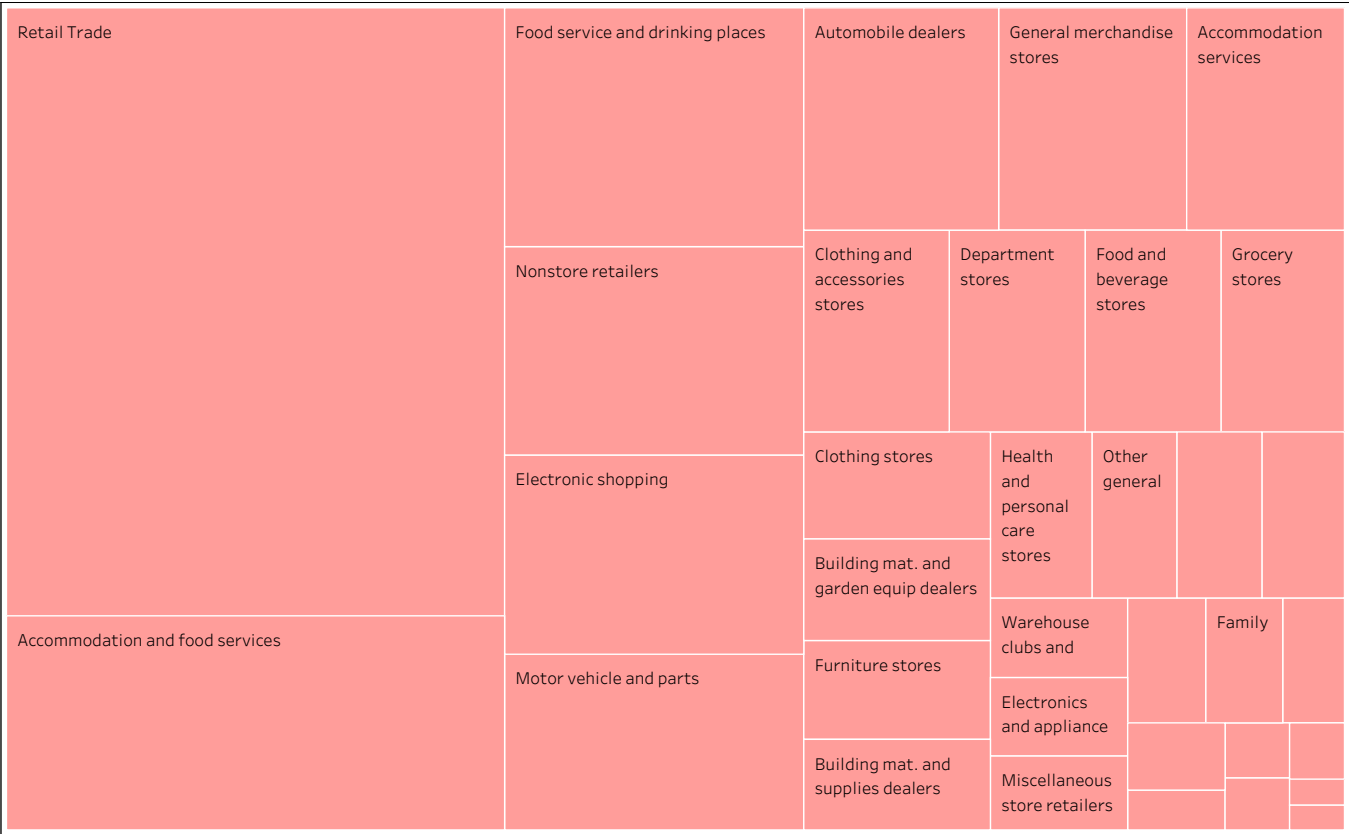 Retail Trade
Accommodation and food services
Food service and drinking places
Nonstore retailers
Electronic shopping
Motor vehicle and parts
Automobile dealers
General merchandise
stores
Accommodation
services
Clothing and
accessories
stores
Department
stores
Food and
beverage
stores
Grocery
stores
Clothing stores
Building mat. and
garden equip dealers
Furniture stores
Building mat. and
supplies dealers
Health
and
personal
care
stores
Other
general
Warehouse
clubs and
Electronics
and appliance
Miscellaneous
store retailers
Family